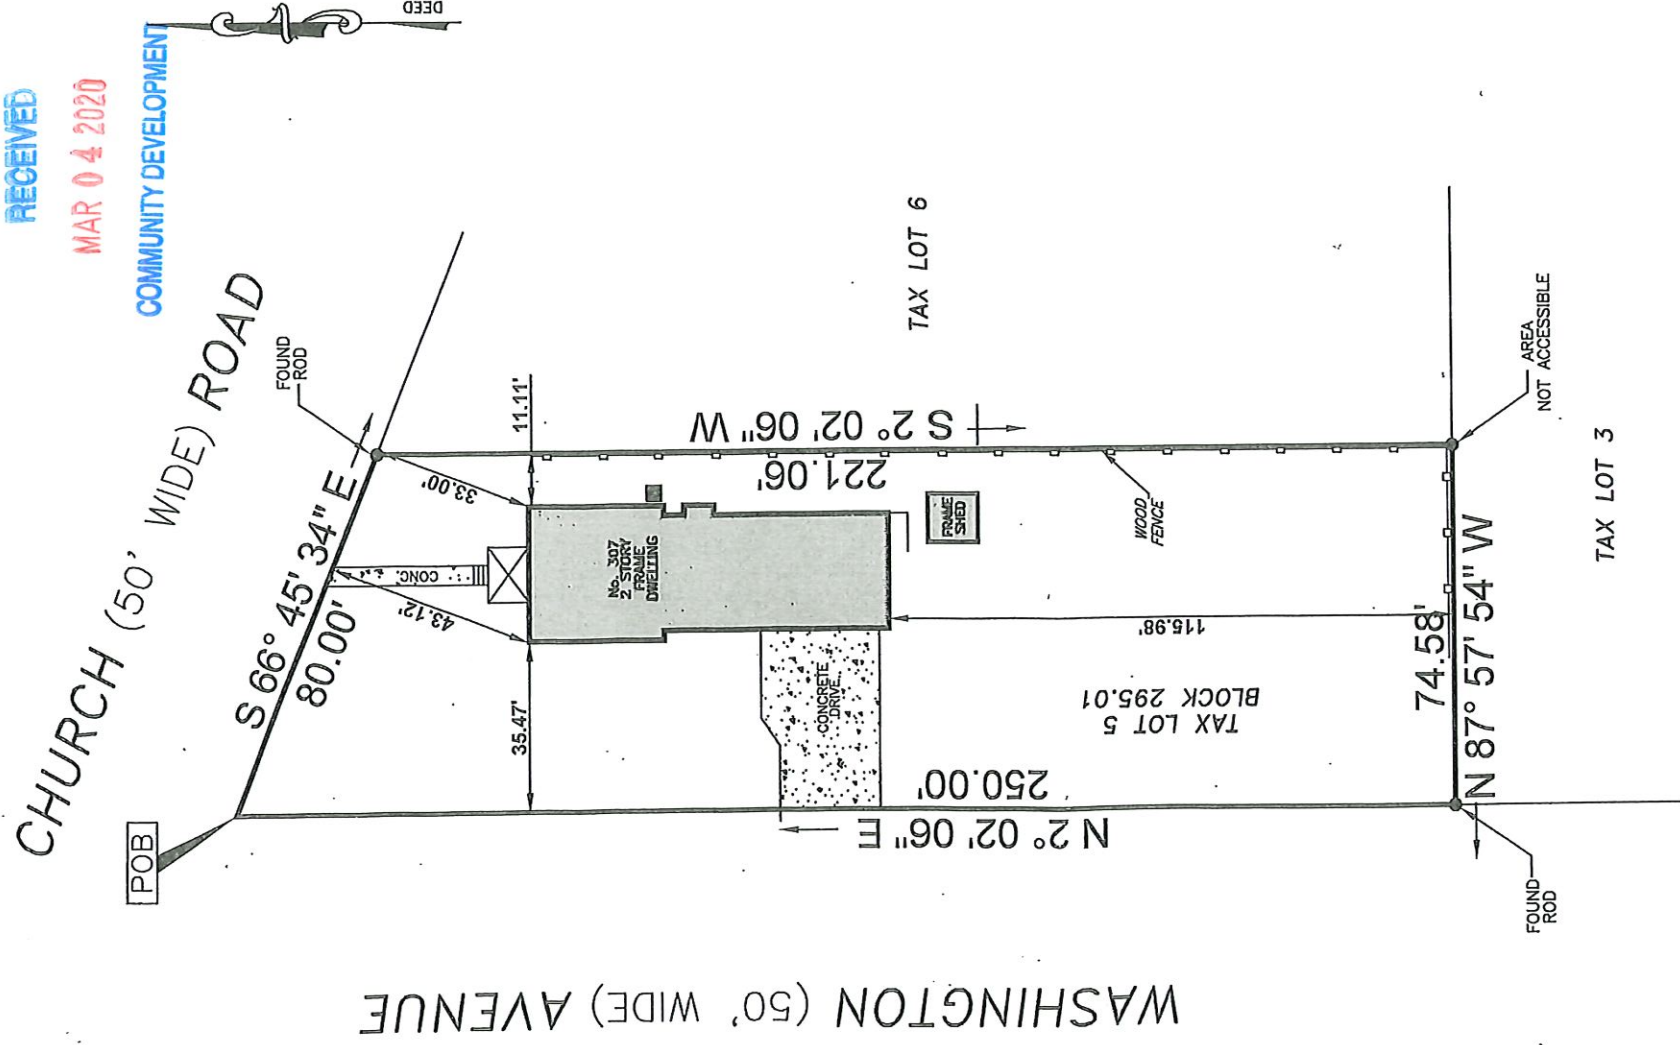 RECEIVED
MAR 04 2020
COMMUNITY DEVELOPMENT
DEED
CHURCH (50' WIDE) ROAD
POB
FOUND
ROD
S 66° 45' 34" E
80.00'
33.00'
11.11'
CONC.
43.12'
35.47'
No. 307
2 STORY
FRAME
DWELLING
S 2° 02' 06" W
221.06'
TAX LOT 6
FRAME
SHED
WOOD
FENCE
CONCRETE
DRIVE
115.98'
TAX LOT 5
BLOCK 295.01
250.00'
N 2° 02' 06" E
74.58'
N 87° 57' 54" W
AREA
NOT ACCESSIBLE
TAX LOT 3
FOUND
ROD
WASHINGTON (50' WIDE) AVENUE